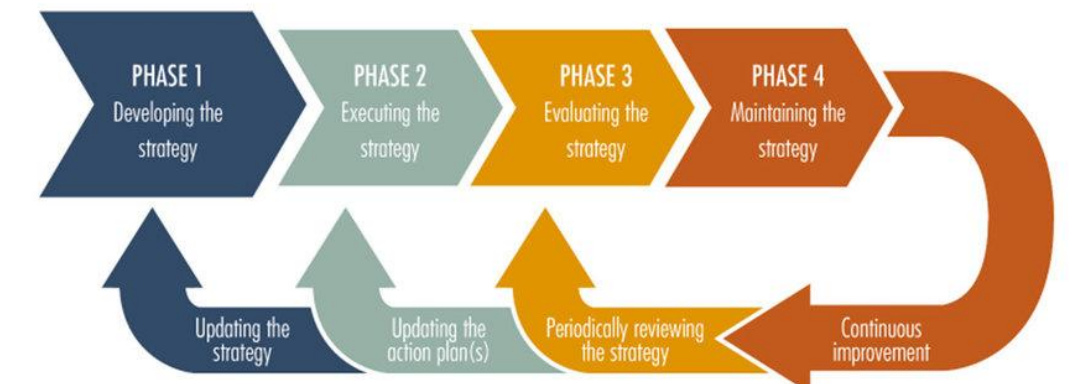 PHASE 1
Developing the
strategy
PHASE 2
Executing the
strategy
PHASE 3
Evaluating the
strategy
PHASE 4
Maintaining the
strategy
Updating the
strategy
Updating the
action plan(s)
Periodically reviewing
the strategy
Continuous
improvement